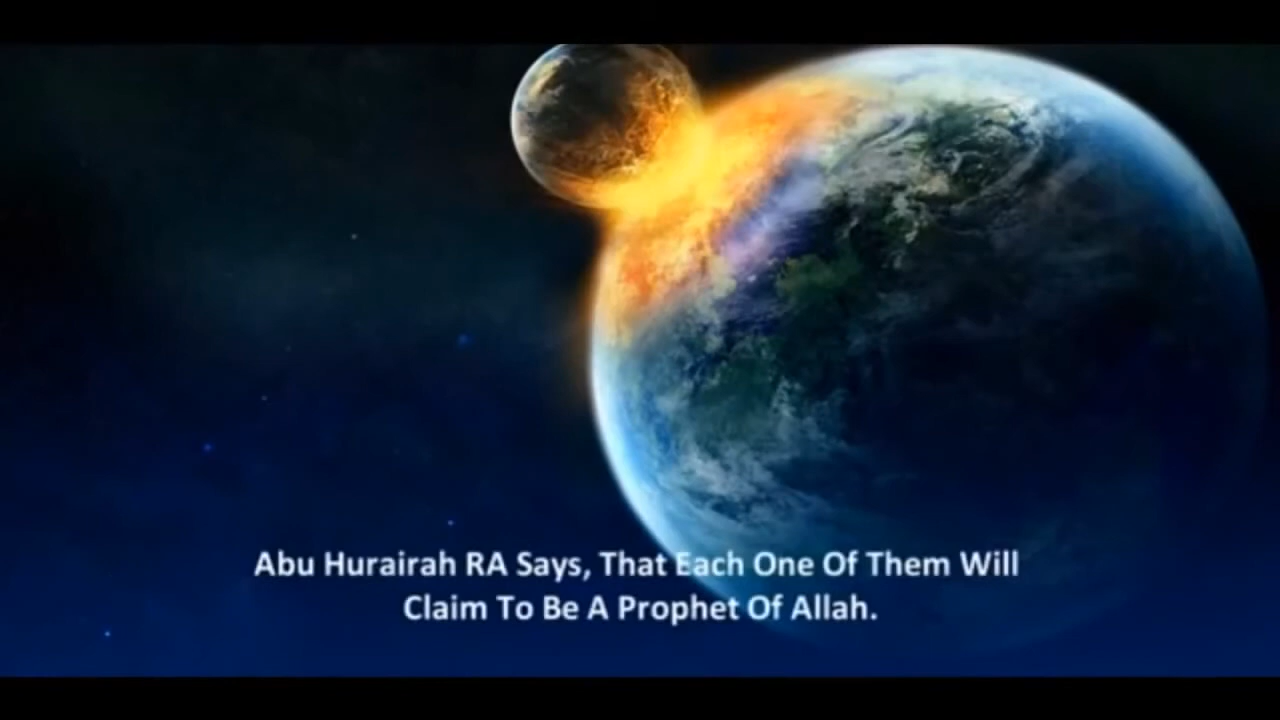 Abu Hurairah RA Says, That Each One Of Them Will
Claim To Be A Prophet Of Allah.